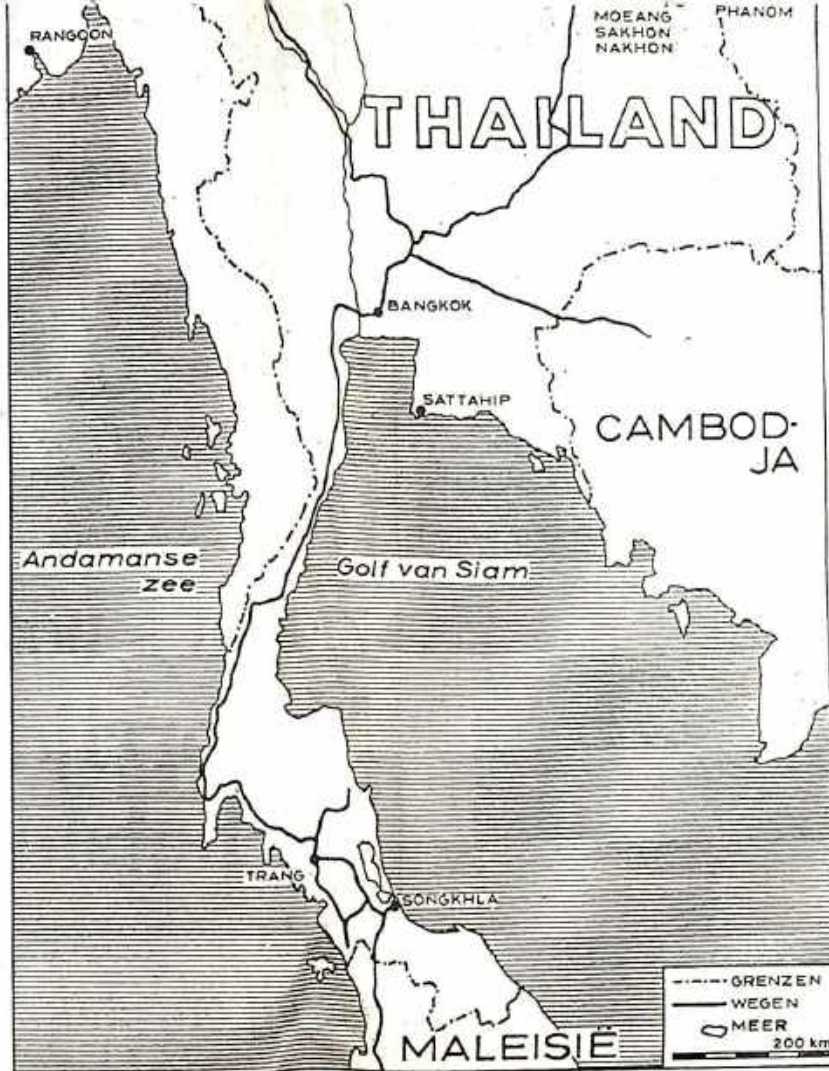 RANGOON
MOEANG
SAKHON
NAKHON
PHANOM
THAILAND
BANGKOK
SATTAHIP
CAMBOD-
JA
Andamanse
zee
Golf van Siam
TRANG
SONGKHLA
MALEISIË
GRENZEN
WEGEN
MEER
200 km